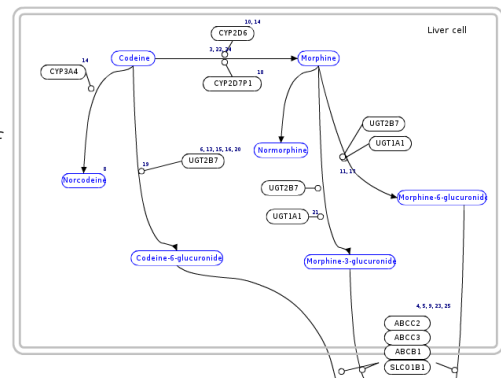 10, 14
CYP2D6
Liver cell
3, 22, 24
14
Codeine
Morphine
CYP3A4
18
CYP2D7P1
UGT2B7
UGT1A1
6, 13, 15, 16, 20
Normorphine
19
UGT2B7
8
11, 17
Norcodeine
UGT2B7
Morphine-6-glucuronide
21
UGT1A1
Codeine-6-glucuronide
Morphine-3-glucuronide
4, 5, 9, 23, 25
ABCC2
ABCC3
ABCB1
SLCO1B1